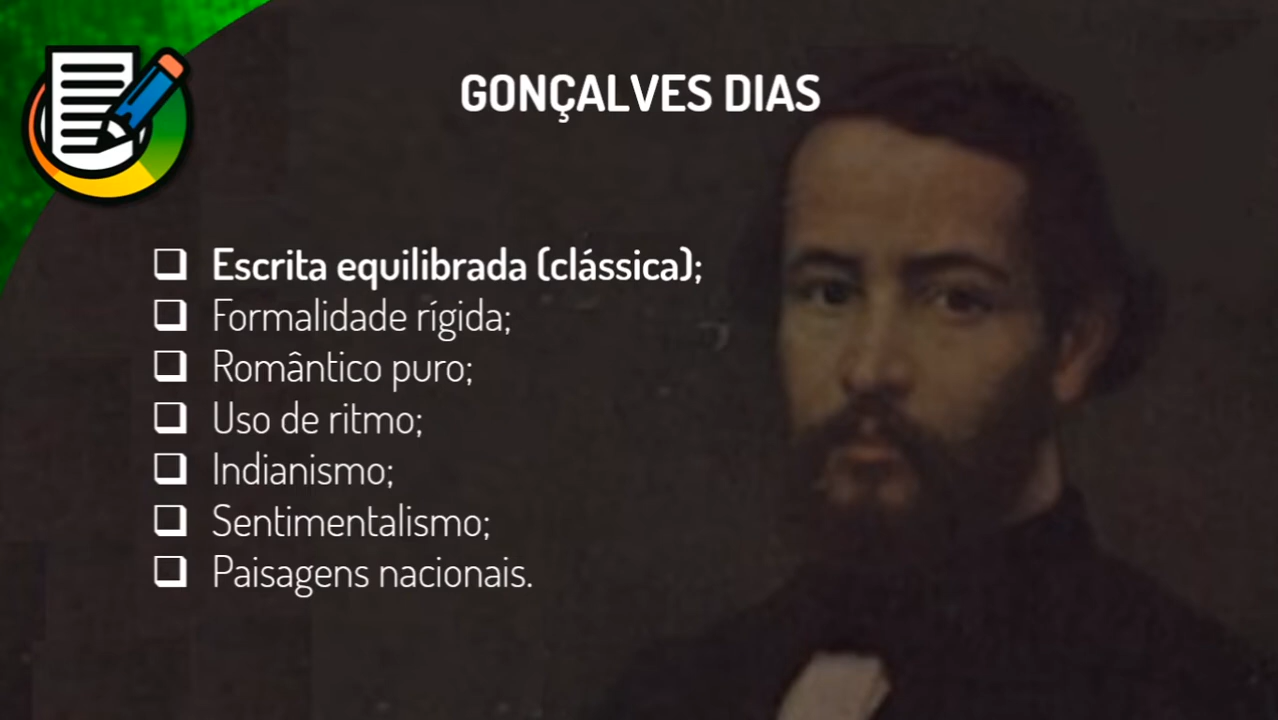 GONÇALVES DIAS
Escrita equilibrada (clássica);
Formalidade rígida;
Romântico puro;
Uso de ritmo;
Indianismo;
Sentimentalismo;
Paisagens nacionais.